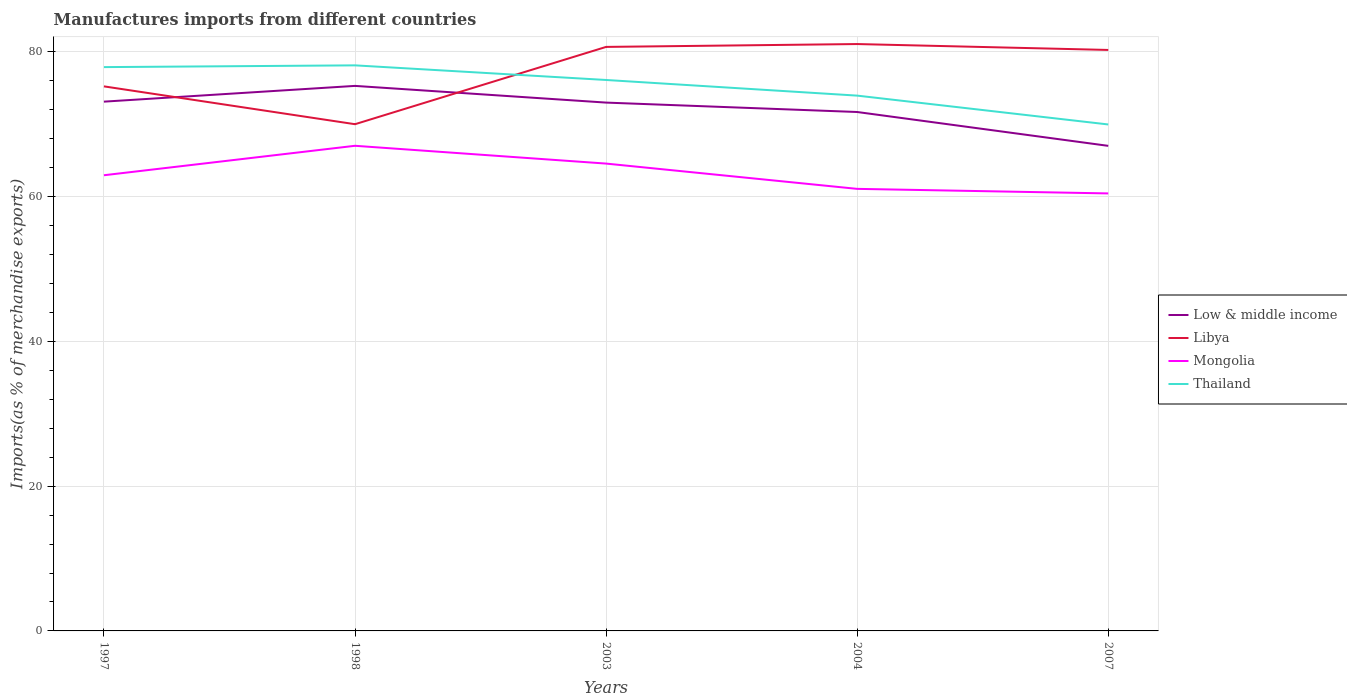 Manufactures imports from different countries
Imports(as % of merchandise exports)
80
60
40
20
0
1997
1998
2003
2004
2007
Years
Low & middle income
Libya
Mongolia
Thailand